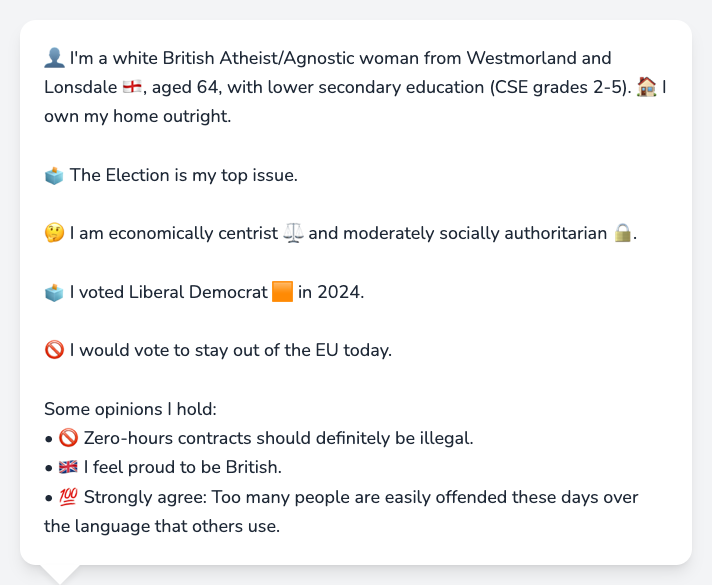 👤 I'm a white British Atheist/Agnostic woman from Westmorland and
Lonsdale 🏴󠁧󠁢󠁥󠁮󠁧󠁿, aged 64, with lower secondary education (CSE grades 2-5). 🏠 I
own my home outright.
🗳️ The Election is my top issue.
🤔 I am economically centrist ⚖️ and moderately socially authoritarian 🔒.
🗳️ I voted Liberal Democrat 🟧 in 2024.
🚫 I would vote to stay out of the EU today.
Some opinions I hold:
• 🚫 Zero-hours contracts should definitely be illegal.
• 🇬🇧 I feel proud to be British.
• 💯 Strongly agree: Too many people are easily offended these days over
the language that others use.